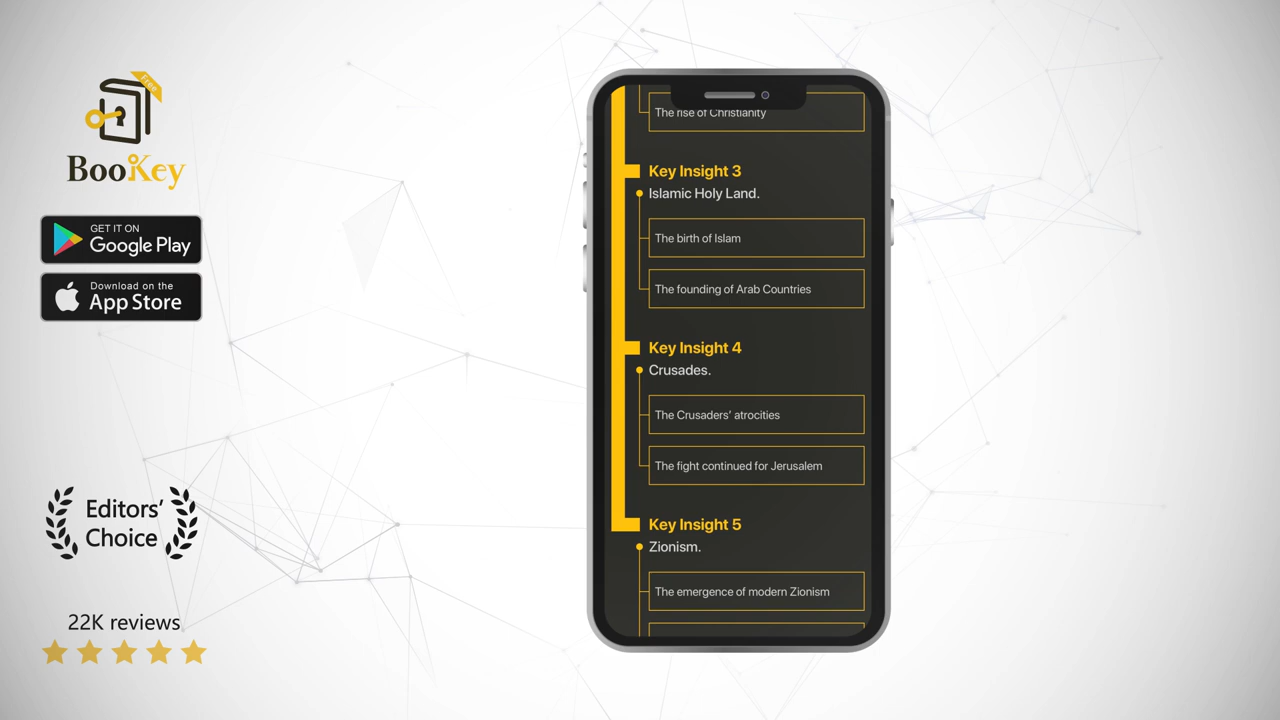 Free
BooKey
GET IT ON
Google Play
Download on the
App Store
Editors’
Choice
22K reviews
The rise of Christianity
Key Insight 3
Islamic Holy Land.
The birth of Islam
The founding of Arab Countries
Key Insight 4
Crusades.
The Crusaders’ atrocities
The fight continued for Jerusalem
Key Insight 5
Zionism.
The emergence of modern Zionism